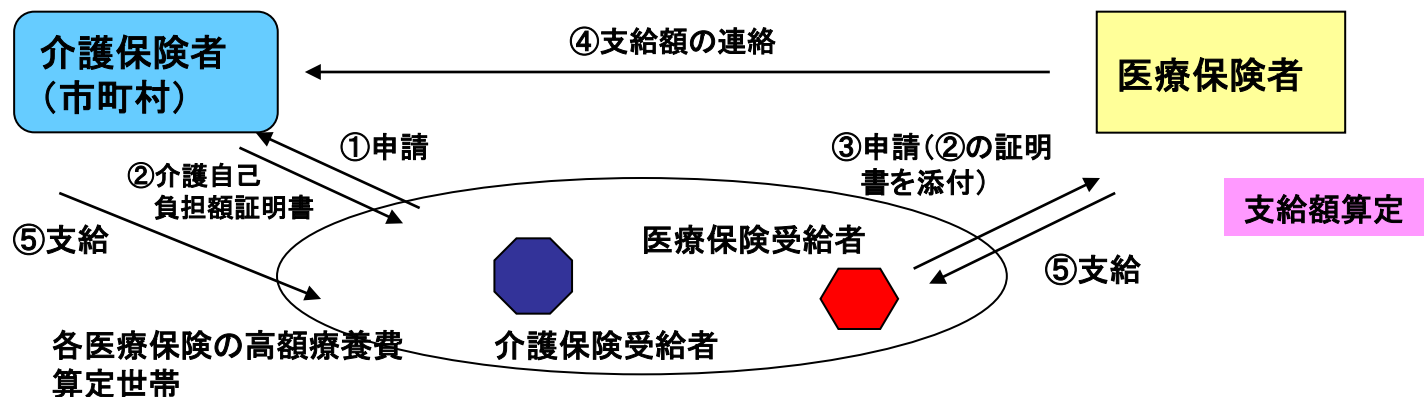 介護保険者
（市町村）
④支給額の連絡
医療保険者
①申請
②介護自己
負担額証明書
③申請（②の証明
書を添付）
支給額算定
⑤支給
医療保険受給者
⑤支給
介護保険受給者
各医療保険の高額療養費
算定世帯